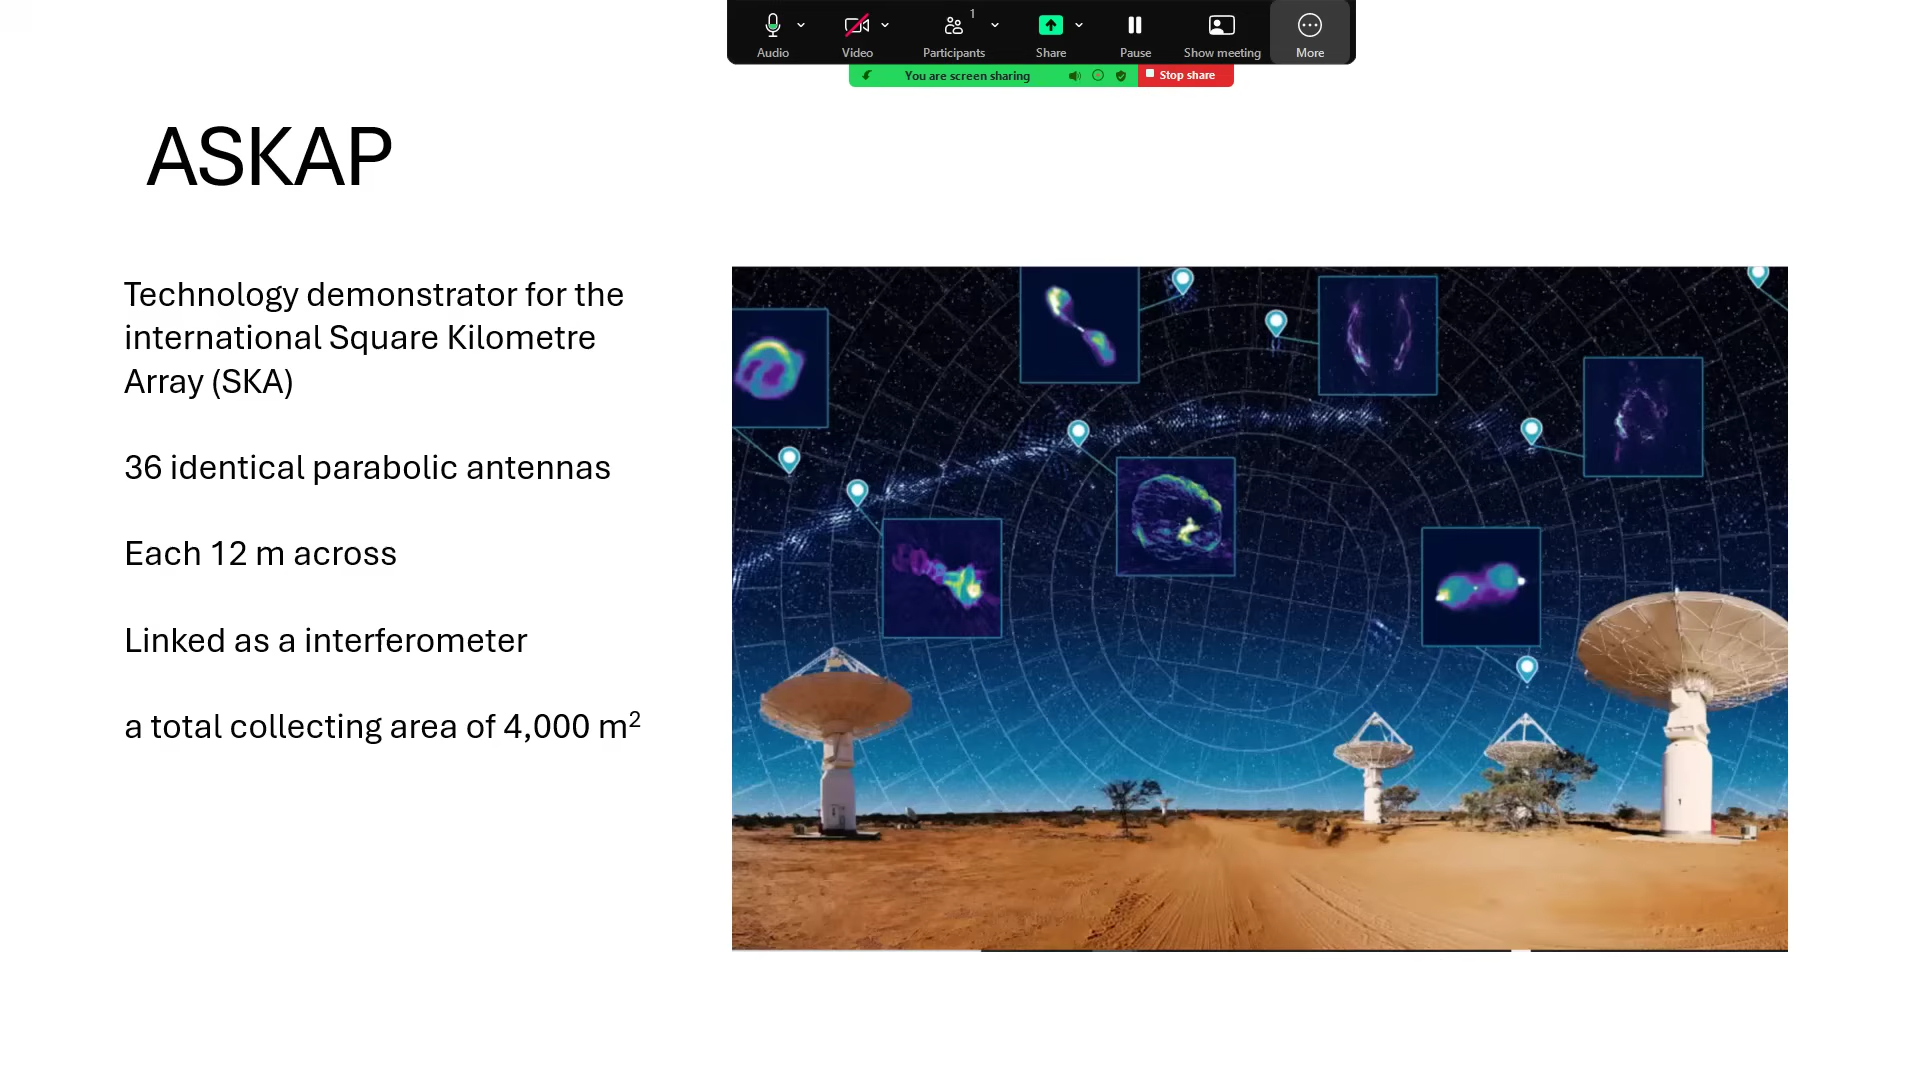 1
Audio
Video
Participants
Share
Pause
Show meeting
More
You are screen sharing
Stop share
ASKAP
Technology demonstrator for the
international Square Kilometre
Array (SKA)
36 identical parabolic antennas
Each 12 m across
Linked as a interferometer
a total collecting area of 4,000 m²
1